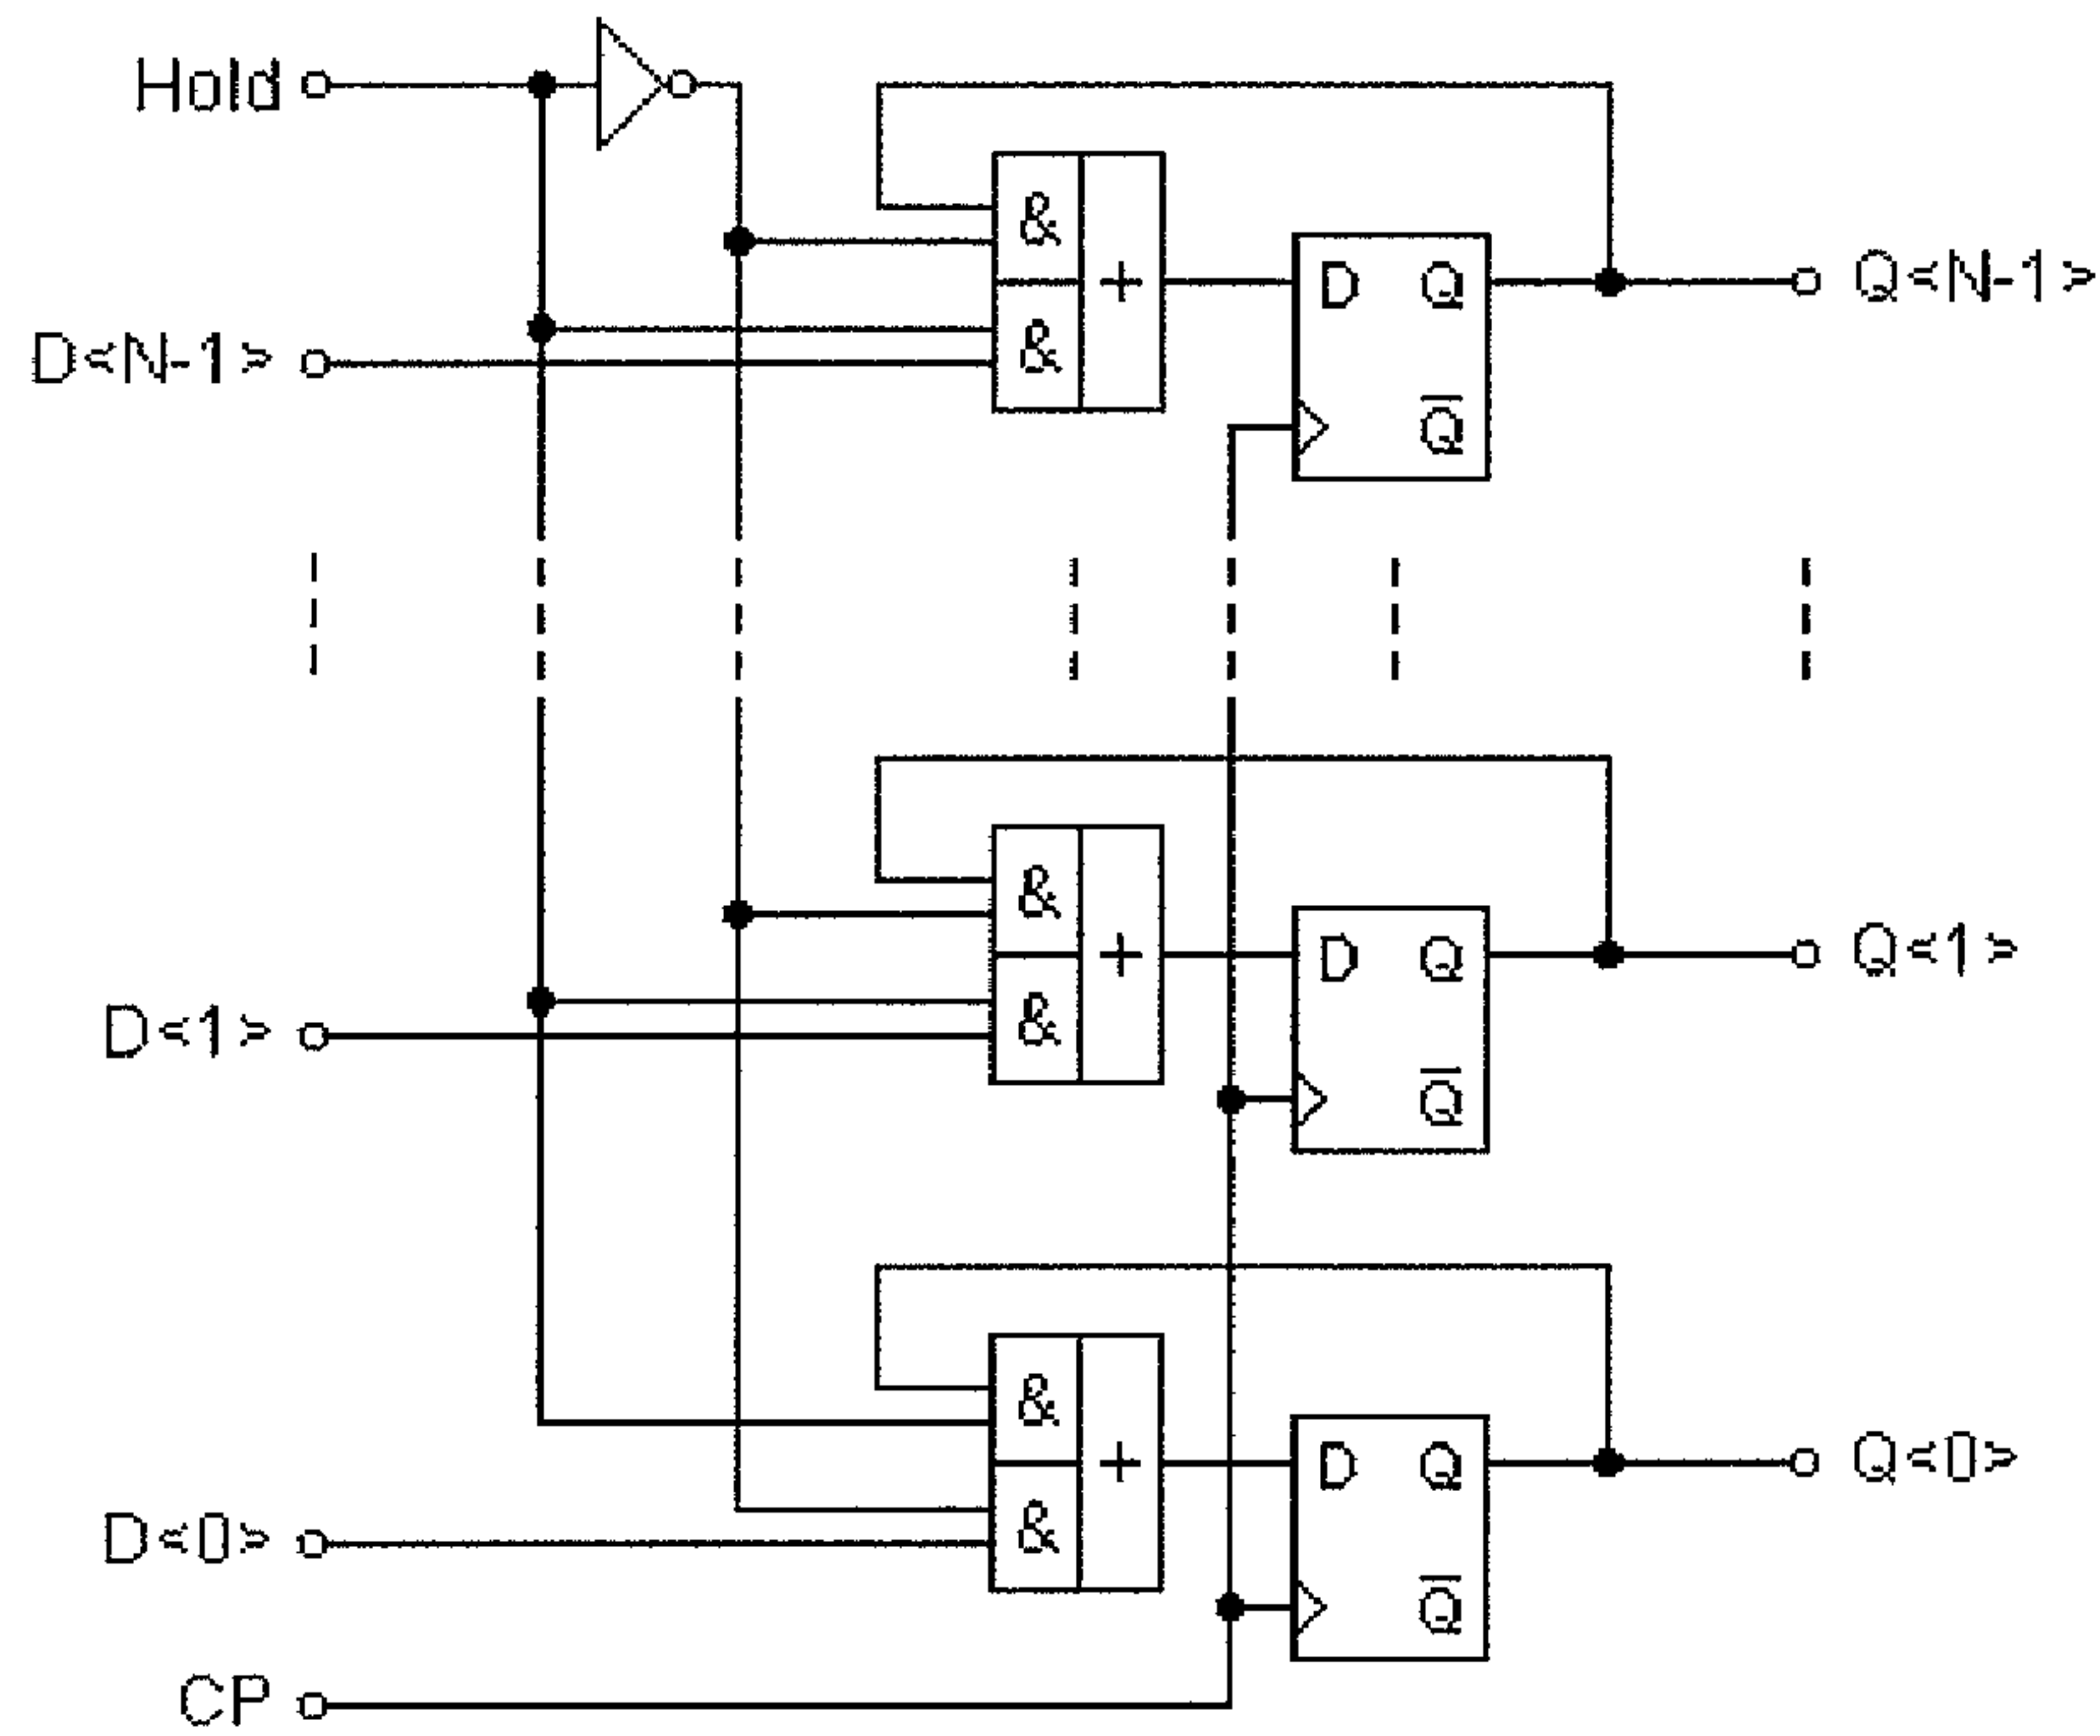 Hold
&
+
D Q Q<N-1>
D<N-1>
&
Q̅
&
+
D Q Q<1>
D<1>
&
Q̅
&
+
D Q Q<0>
D<0>
&
Q̅
CP